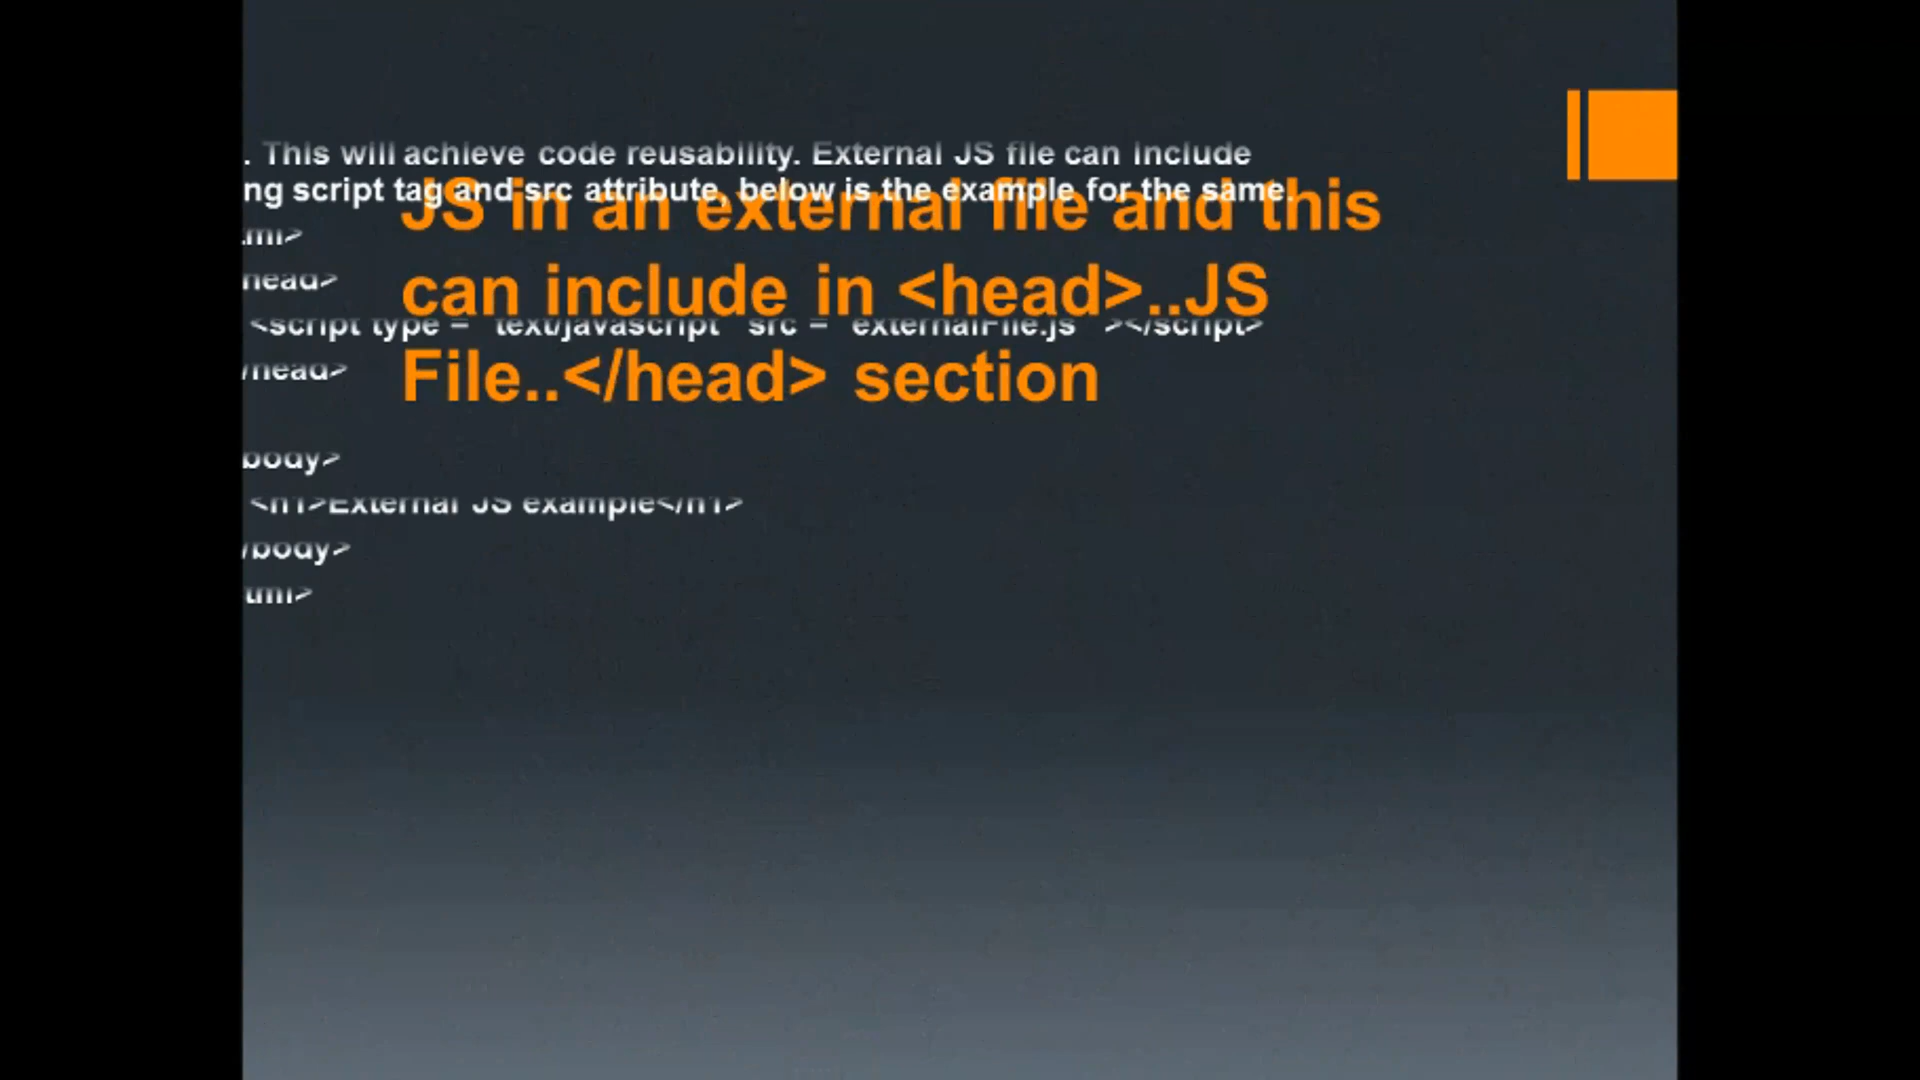 . This will achieve code reusability. External JS file can include
ng script tag and src attribute, below is the example for the same.
JS in an external file and this
can include in <head>..JS
File..</head> section
head>
<script type = "text/javascript" src = "externalFile.js" ></script>
/head>
body>
<h1>External JS example</h1>
/body>